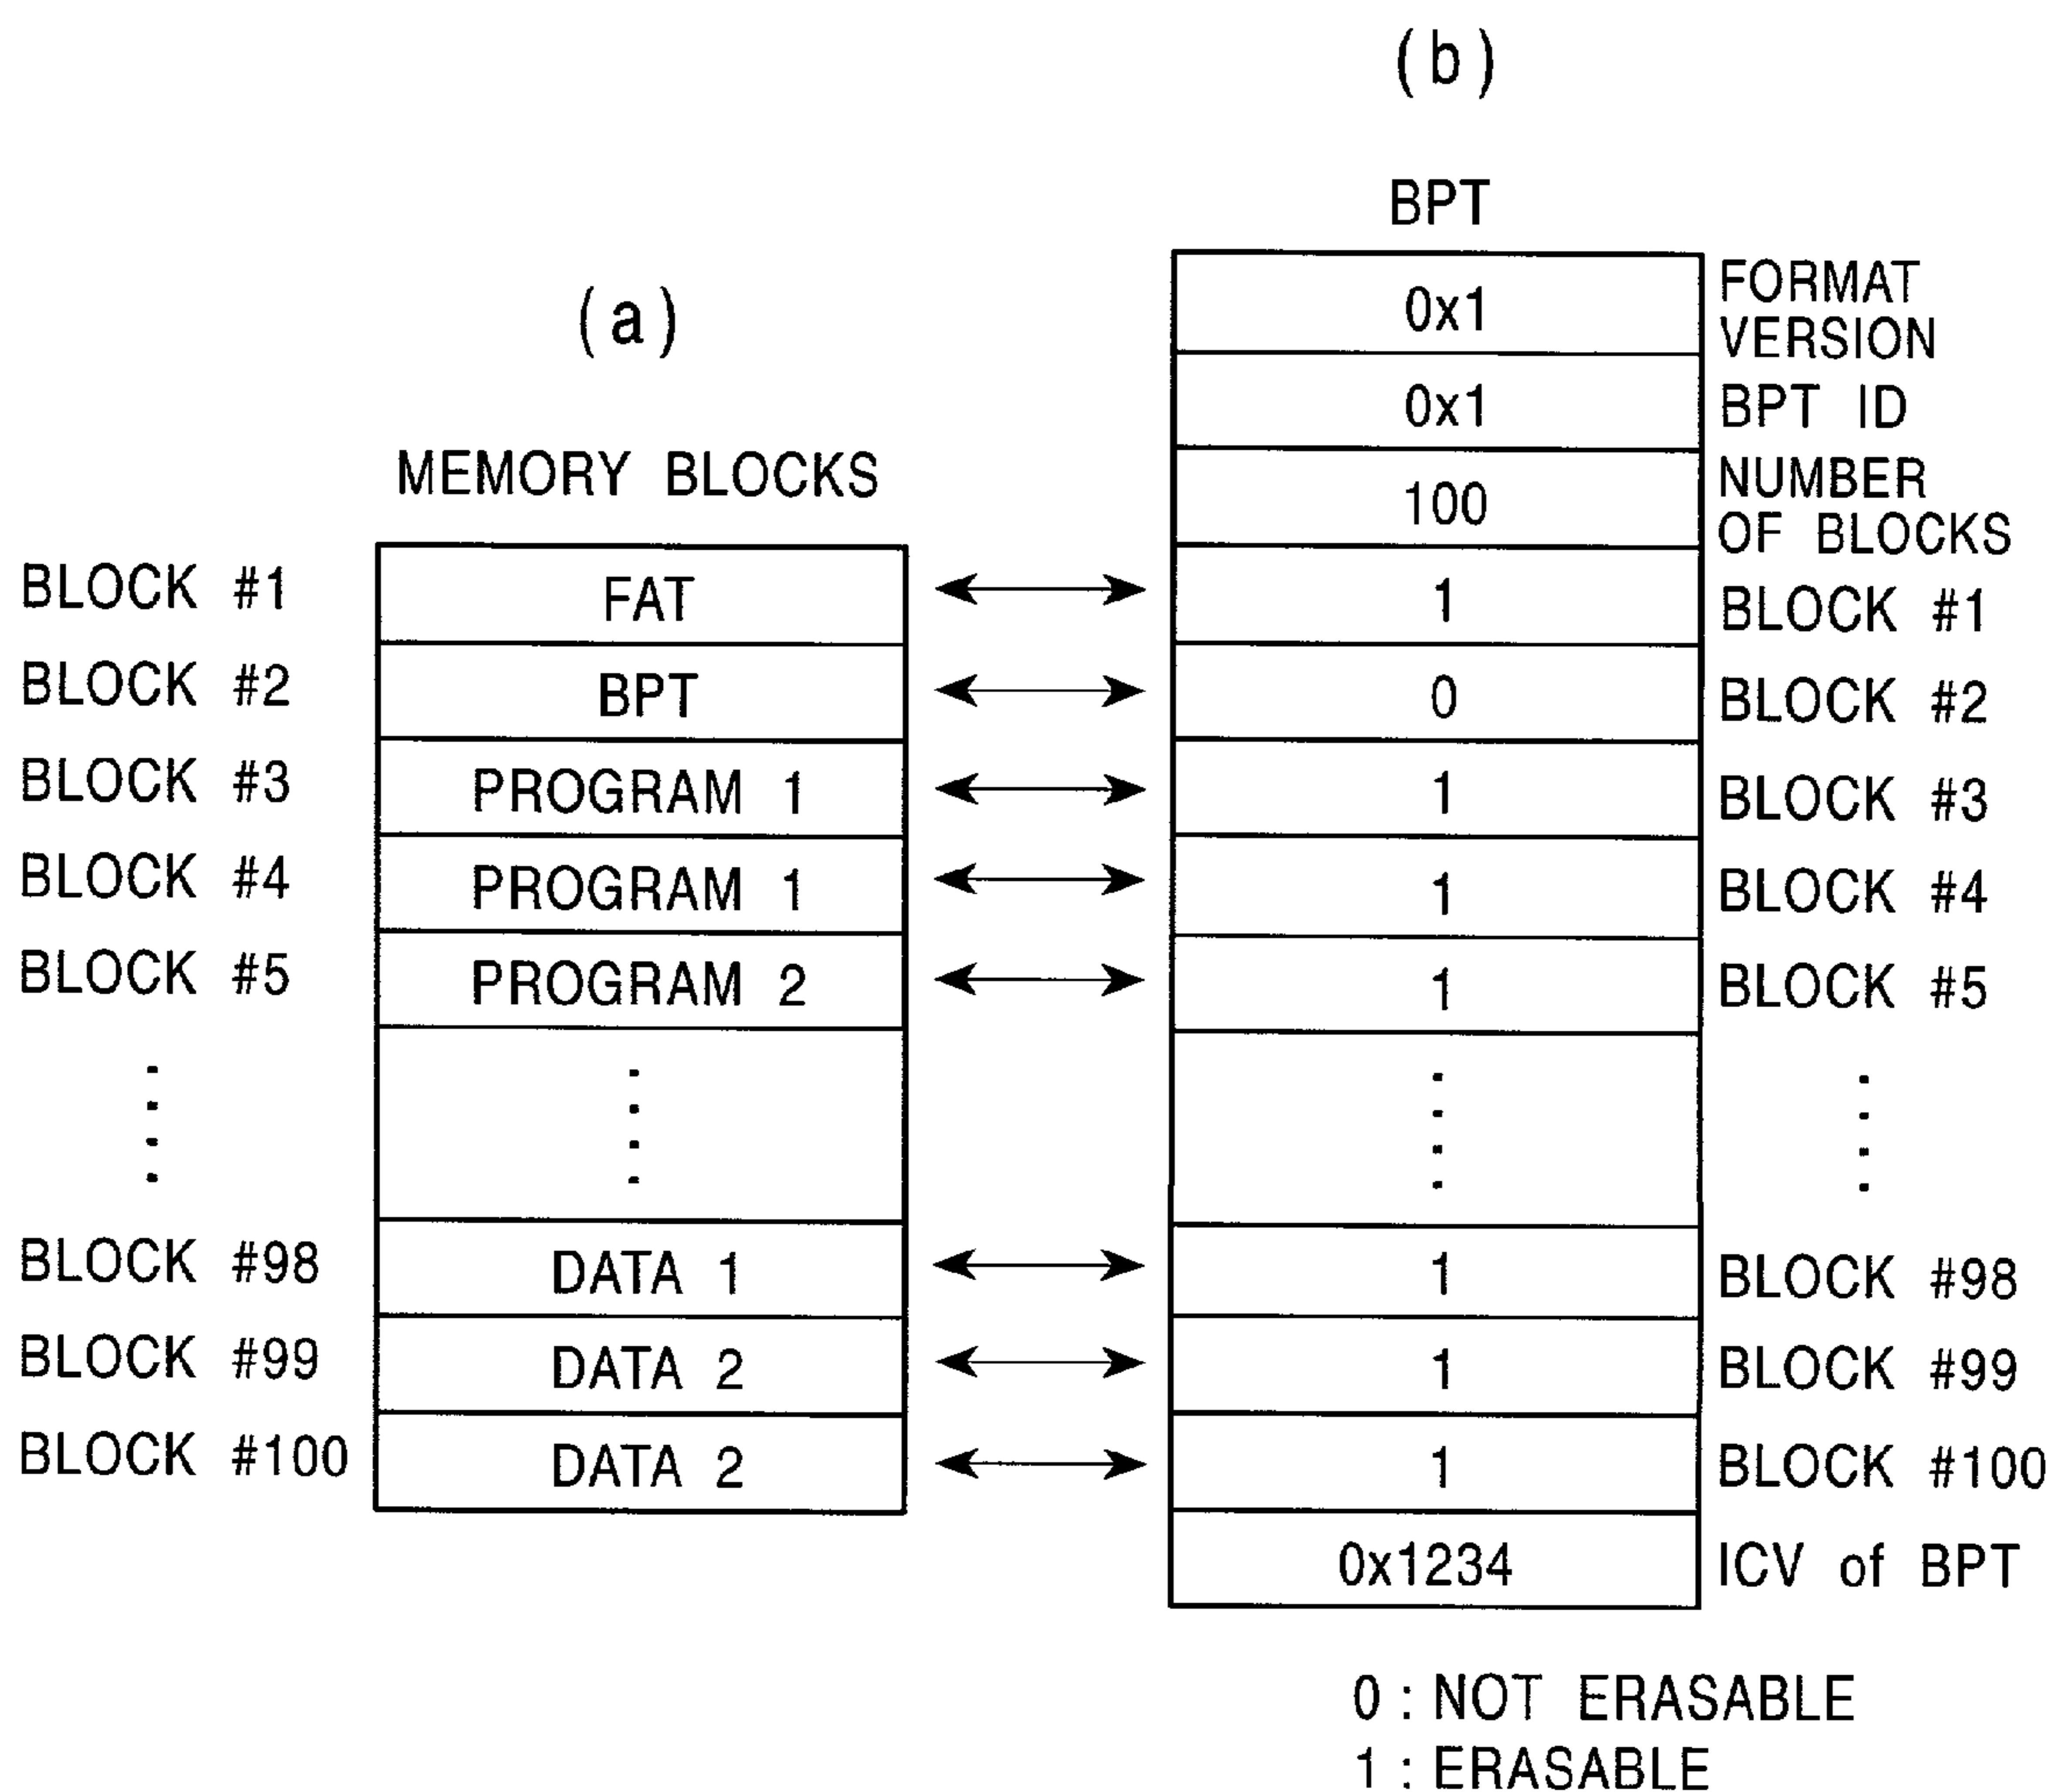 (b)
BPT
0x1 FORMAT
VERSION
0x1 BPT ID
100 NUMBER
OF BLOCKS
(a)
MEMORY BLOCKS
BLOCK #1 FAT 1 BLOCK #1
BLOCK #2 BPT 0 BLOCK #2
BLOCK #3 PROGRAM 1 1 BLOCK #3
BLOCK #4 PROGRAM 1 1 BLOCK #4
BLOCK #5 PROGRAM 2 1 BLOCK #5
BLOCK #98 DATA 1 1 BLOCK #98
BLOCK #99 DATA 2 1 BLOCK #99
BLOCK #100 DATA 2 1 BLOCK #100
0x1234 ICV of BPT
0 : NOT ERASABLE
1 : ERASABLE